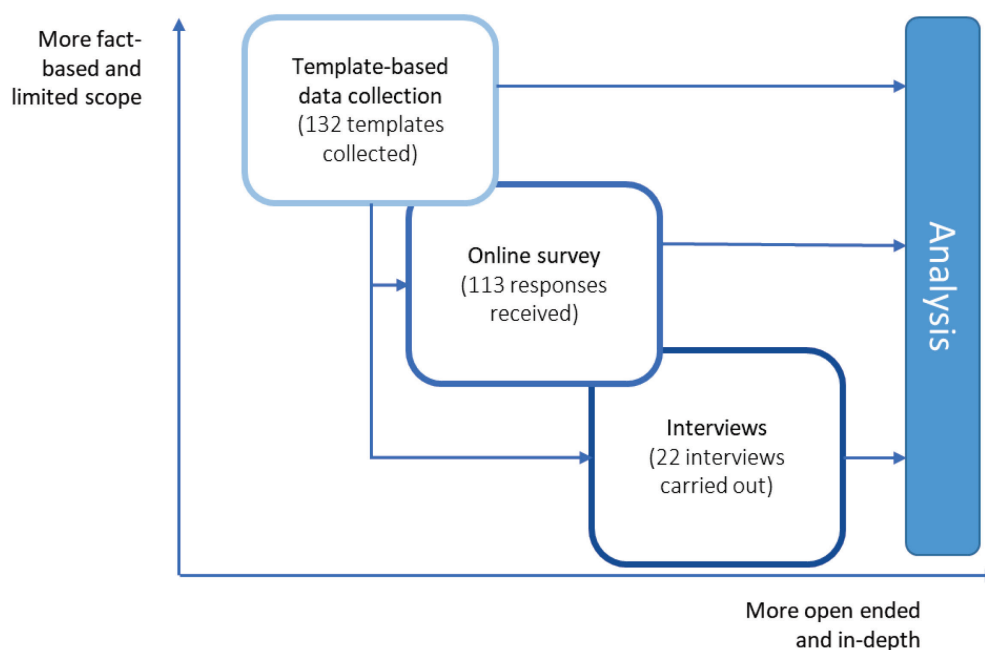 More fact-
based and
limited scope
Template-based
data collection
(132 templates
collected)
Online survey
(113 responses
received)
Interviews
(22 interviews
carried out)
Analysis
More open ended
and in-depth